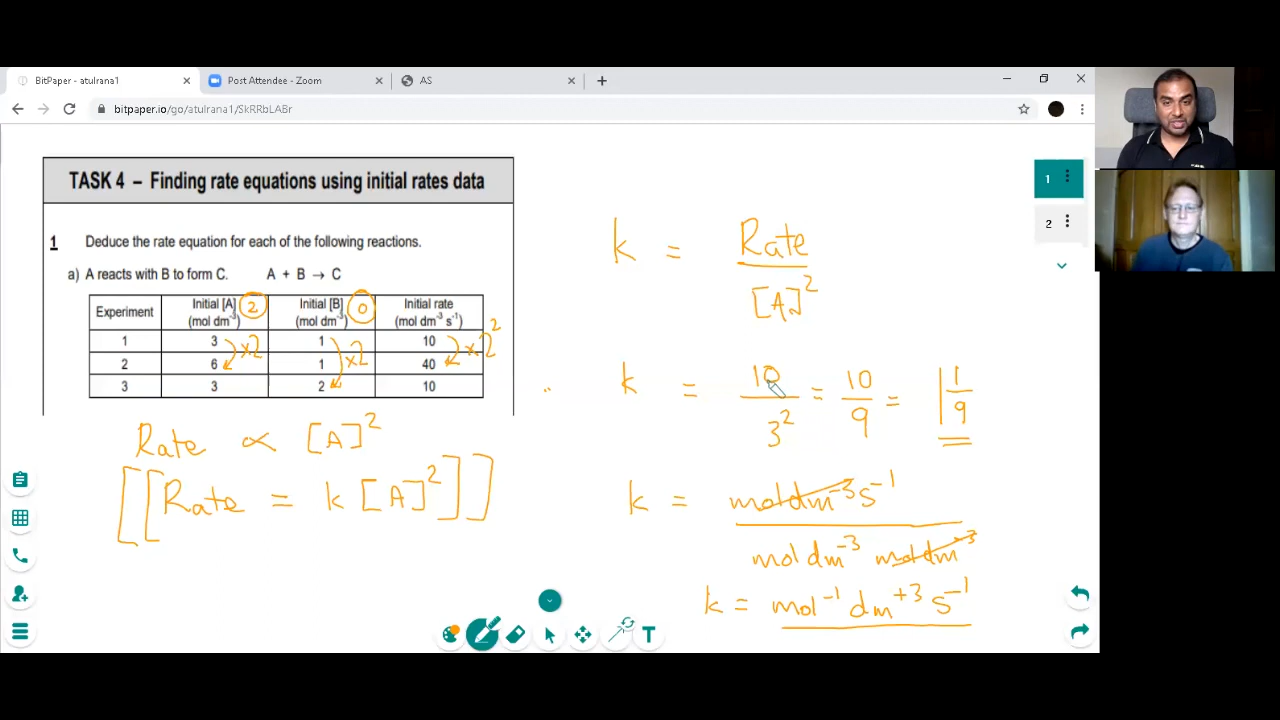 BitPaper - atulrana1
Post Attendee - Zoom
AS
bitpaper.io/go/atulrana1/SkRRbLABr
TASK 4 – Finding rate equations using initial rates data
1 Deduce the rate equation for each of the following reactions.
a) A reacts with B to form C. A + B → C
Experiment Initial [A] (mol dm⁻³) 2 Initial [B] (mol dm⁻³) 0 Initial rate (mol dm⁻³ s⁻¹)
1 3 1 10
×2 ×2 ×2²
2 6 1 40
3 3 2 10
Rate ∝ [A]²
[[Rate = k [A]²]]
k = Rate / [A]²
k = 10 / 3² = 10 / 9 = 1 1/9
k = mol dm⁻³ s⁻¹ / mol dm⁻³ mol dm⁻³
k = mol⁻¹ dm⁺³ s⁻¹
1
2
T